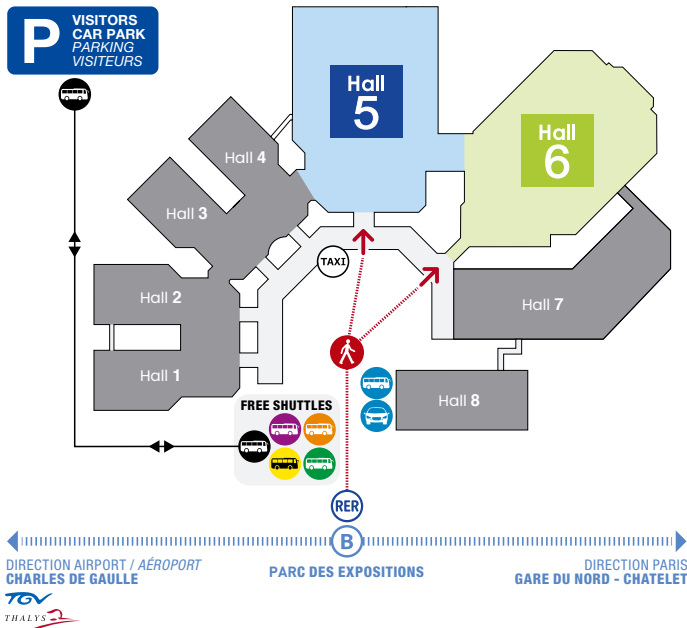 P
VISITORS
CAR PARK
PARKING
VISITEURS
Hall
5
Hall
6
Hall 4
Hall 3
Hall 2
Hall 1
TAXI
Hall 7
Hall 8
FREE SHUTTLES
RER
B
DIRECTION AIRPORT / AÉROPORT
CHARLES DE GAULLE
PARC DES EXPOSITIONS
DIRECTION PARIS
GARE DU NORD - CHATELET
TGV
THALYS